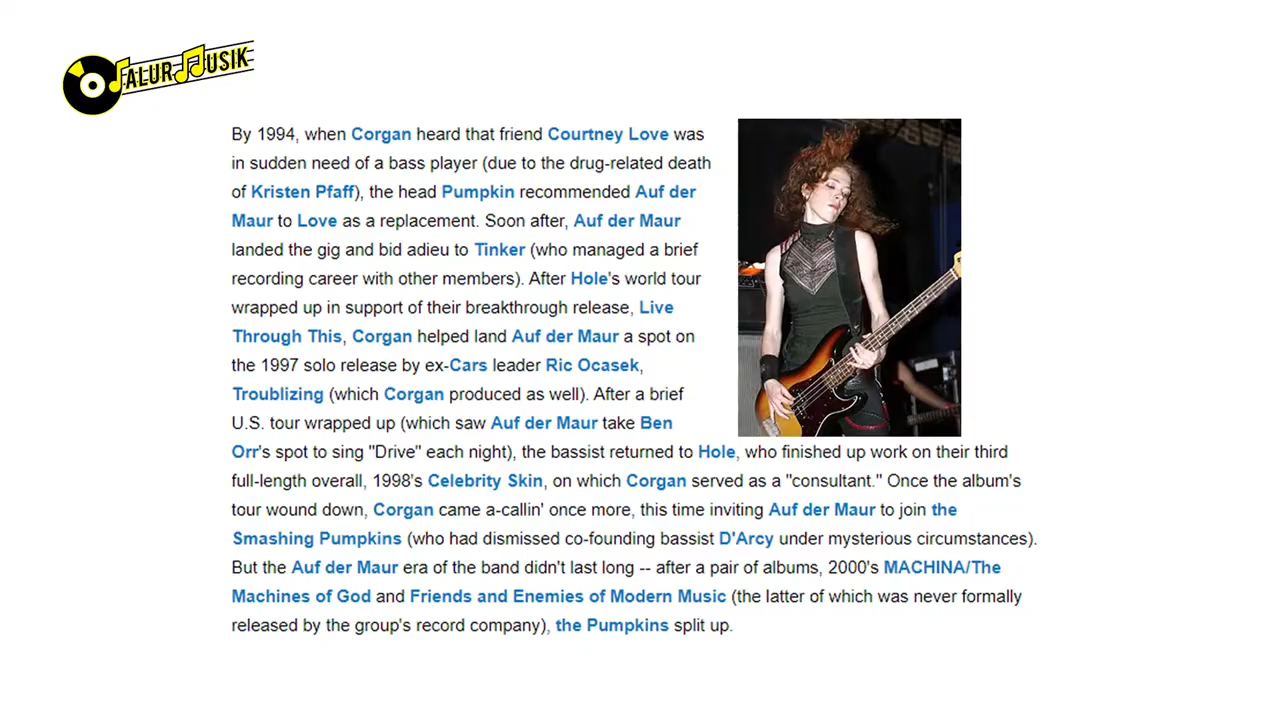 ALUR MUSIK
By 1994, when Corgan heard that friend Courtney Love was
in sudden need of a bass player (due to the drug-related death
of Kristen Pfaff), the head Pumpkin recommended Auf der
Maur to Love as a replacement. Soon after, Auf der Maur
landed the gig and bid adieu to Tinker (who managed a brief
recording career with other members). After Hole's world tour
wrapped up in support of their breakthrough release, Live
Through This, Corgan helped land Auf der Maur a spot on
the 1997 solo release by ex-Cars leader Ric Ocasek,
Troublizing (which Corgan produced as well). After a brief
U.S. tour wrapped up (which saw Auf der Maur take Ben
Orr's spot to sing "Drive" each night), the bassist returned to Hole, who finished up work on their third
full-length overall, 1998's Celebrity Skin, on which Corgan served as a "consultant." Once the album's
tour wound down, Corgan came a-callin' once more, this time inviting Auf der Maur to join the
Smashing Pumpkins (who had dismissed co-founding bassist D'Arcy under mysterious circumstances).
But the Auf der Maur era of the band didn't last long -- after a pair of albums, 2000's MACHINA/The
Machines of God and Friends and Enemies of Modern Music (the latter of which was never formally
released by the group's record company), the Pumpkins split up.